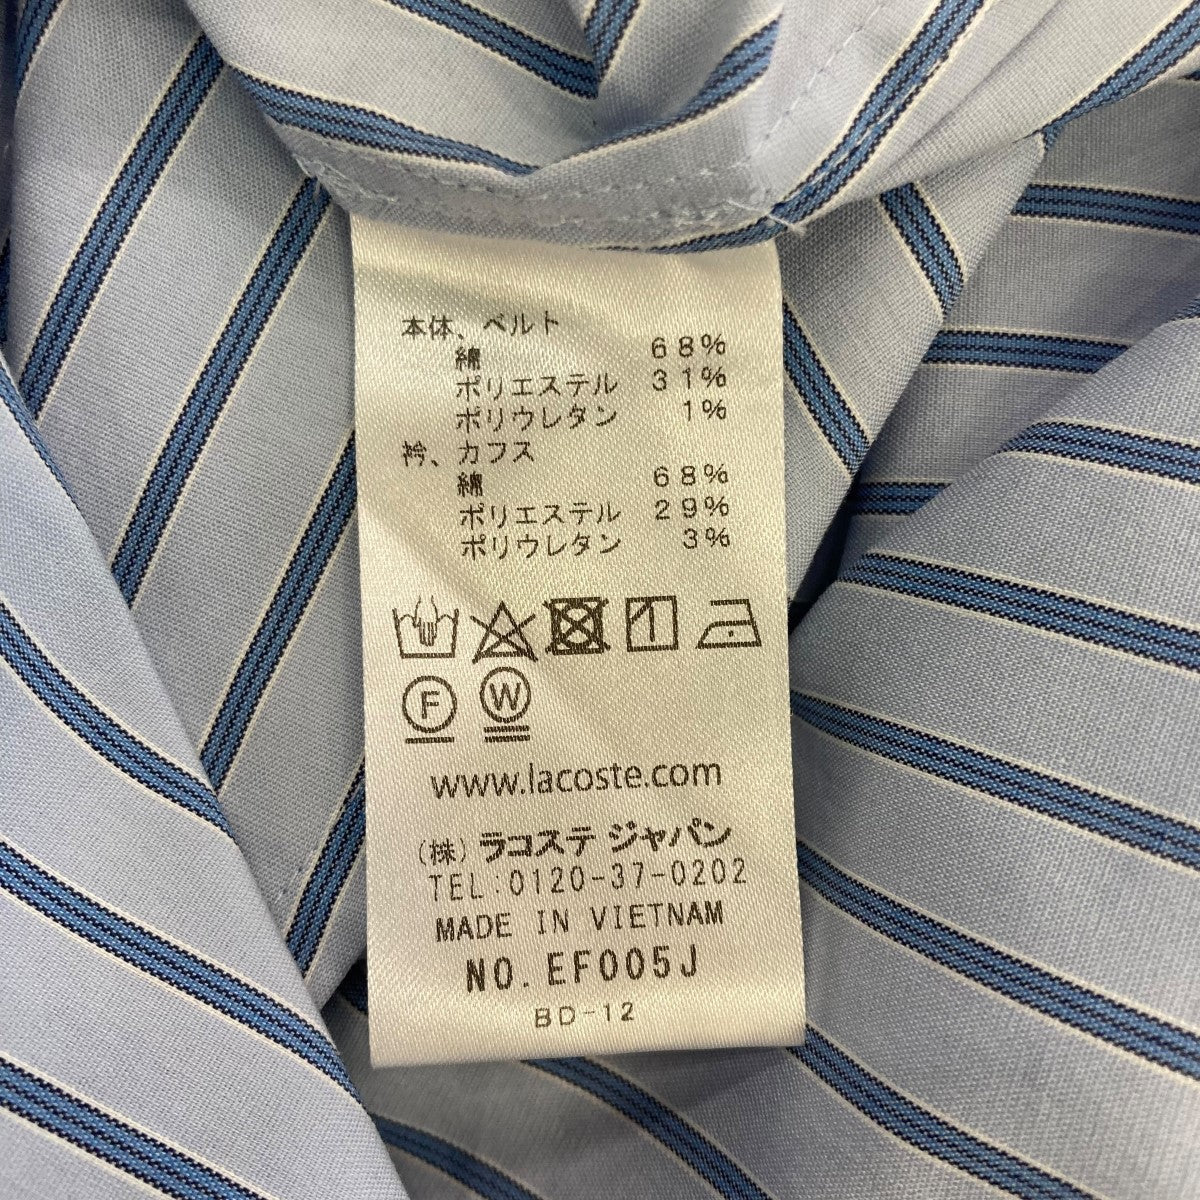 本体、ベルト
綿 68%
ポリエステル 31%
ポリウレタン 1%
衿、カフス
綿 68%
ポリエステル 29%
ポリウレタン 3%
F W
www.lacoste.com
(株) ラコステ ジャパン
TEL:0120-37-0202
MADE IN VIETNAM
NO. EF005J
BD-12